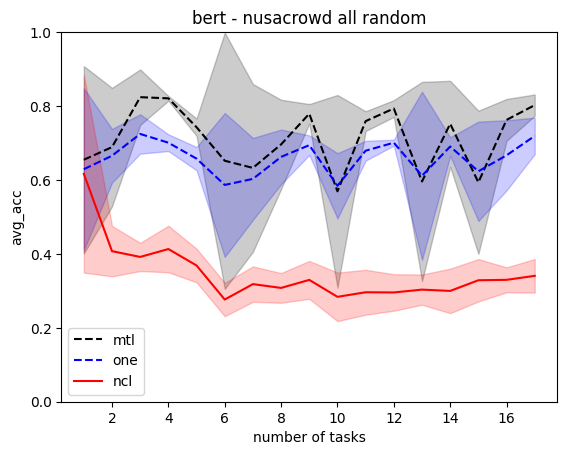 bert - nusacrowd all random
avg_acc
1.0
0.8
0.6
0.4
0.2
0.0
mtl
one
ncl
2 4 6 8 10 12 14 16
number of tasks